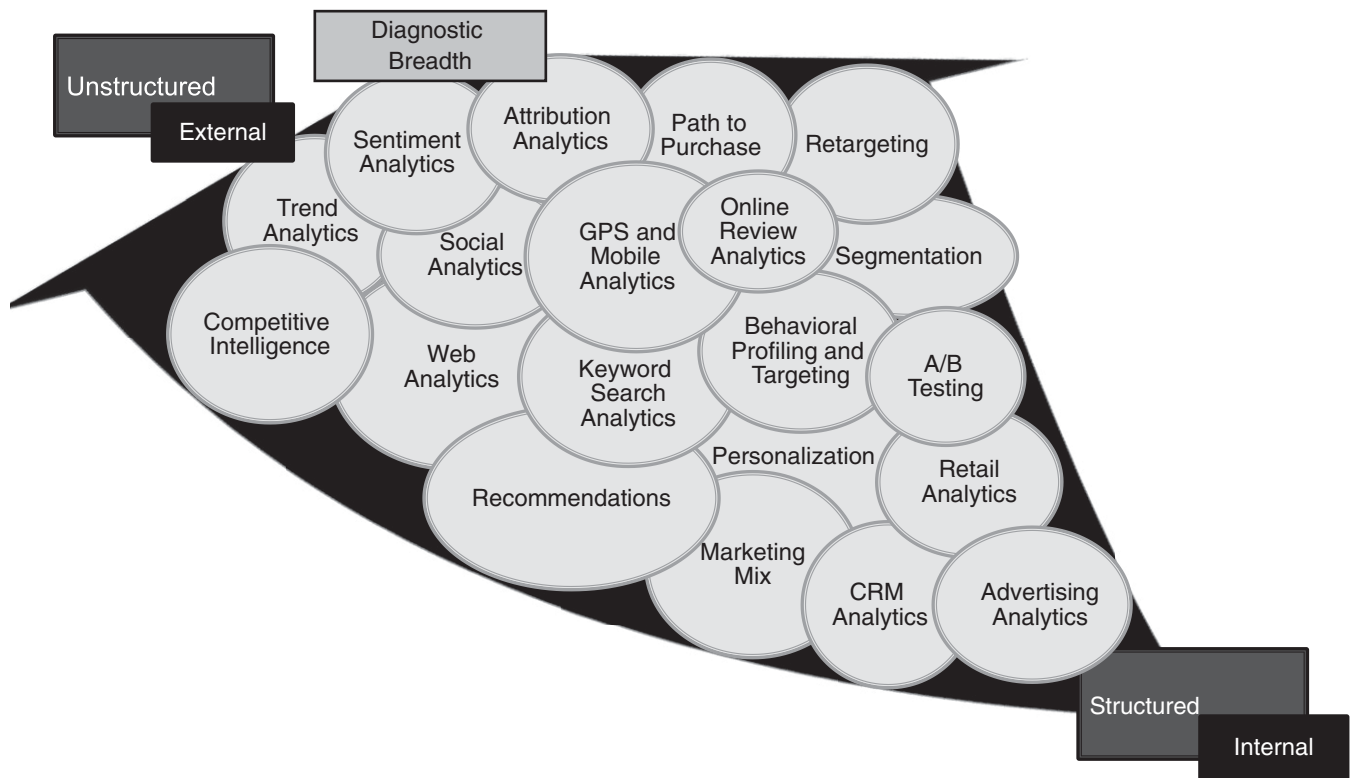 Diagnostic
Breadth
Unstructured
External
Sentiment
Analytics
Attribution
Analytics
Path to
Purchase
Retargeting
Trend
Analytics
Social
Analytics
GPS and
Mobile
Analytics
Online
Review
Analytics
Segmentation
Competitive
Intelligence
Web
Analytics
Keyword
Search
Analytics
Behavioral
Profiling and
Targeting
A/B
Testing
Recommendations
Personalization
Retail
Analytics
Marketing
Mix
CRM
Analytics
Advertising
Analytics
Structured
Internal